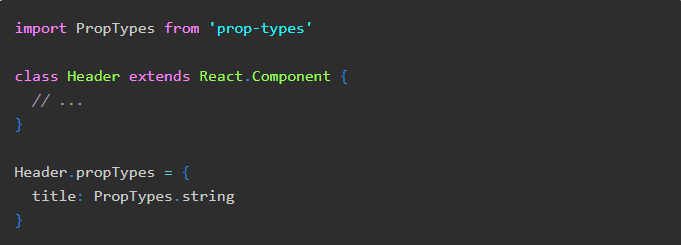 import PropTypes from 'prop-types'
class Header extends React.Component {
// ...
}
Header.propTypes = {
title: PropTypes.string
}